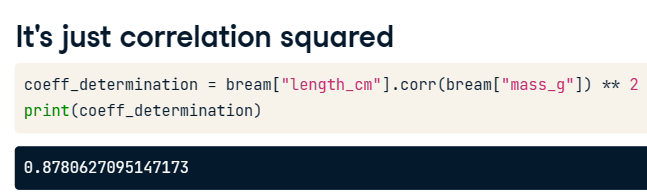 It's just correlation squared
coeff_determination = bream["length_cm"].corr(bream["mass_g"]) ** 2
print(coeff_determination)
0.8780627095147173